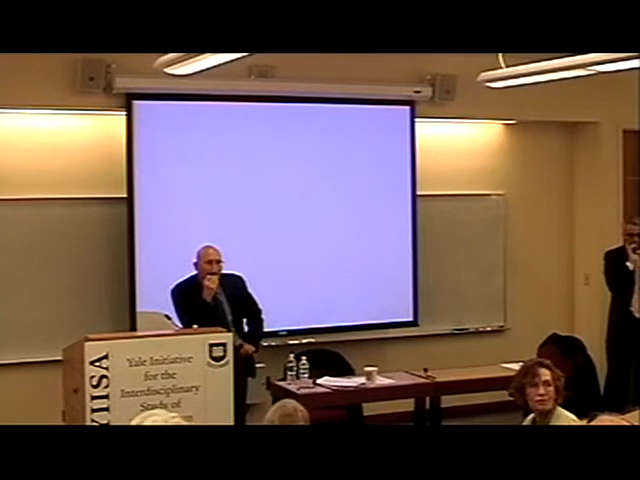 YIISA
Yale Initiative
for the
Interdisciplinary
Study of